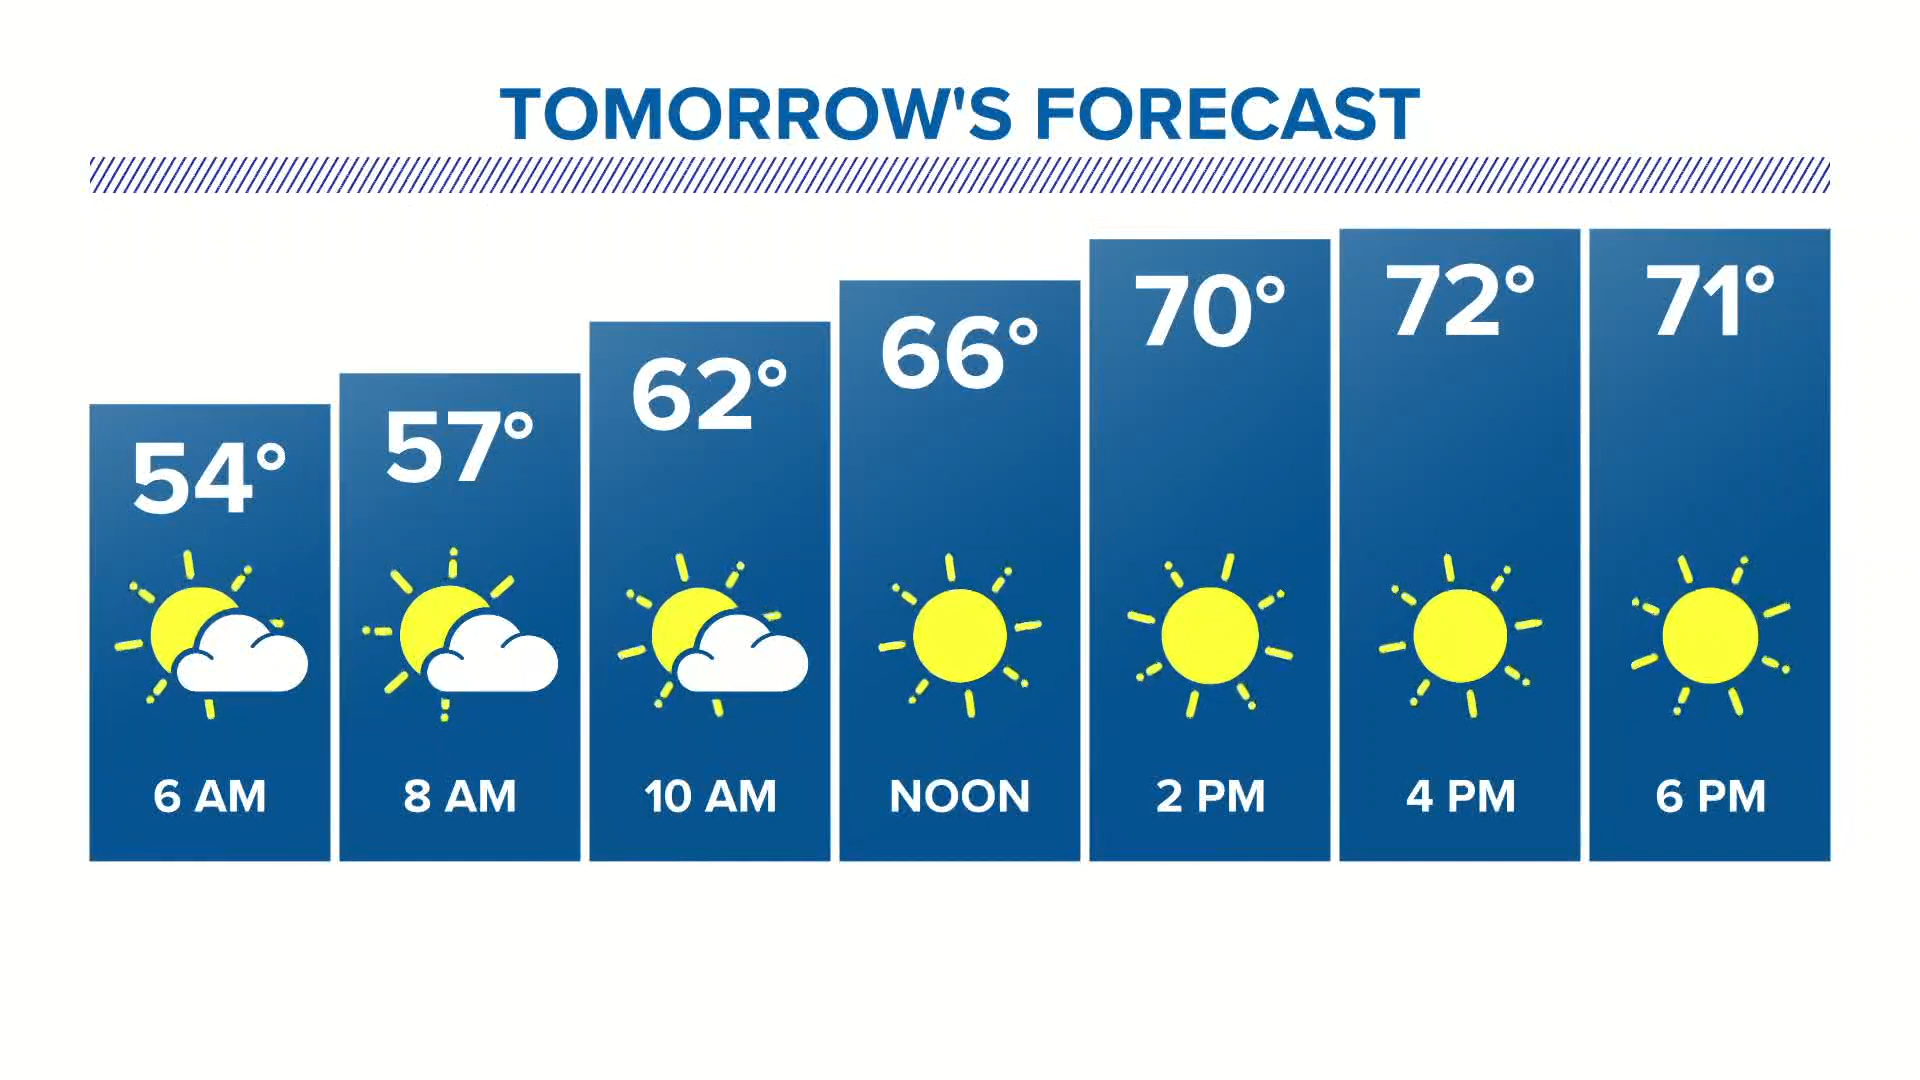 TOMORROW'S FORECAST
54° 57° 62° 66° 70° 72° 71°
6 AM 8 AM 10 AM NOON 2 PM 4 PM 6 PM